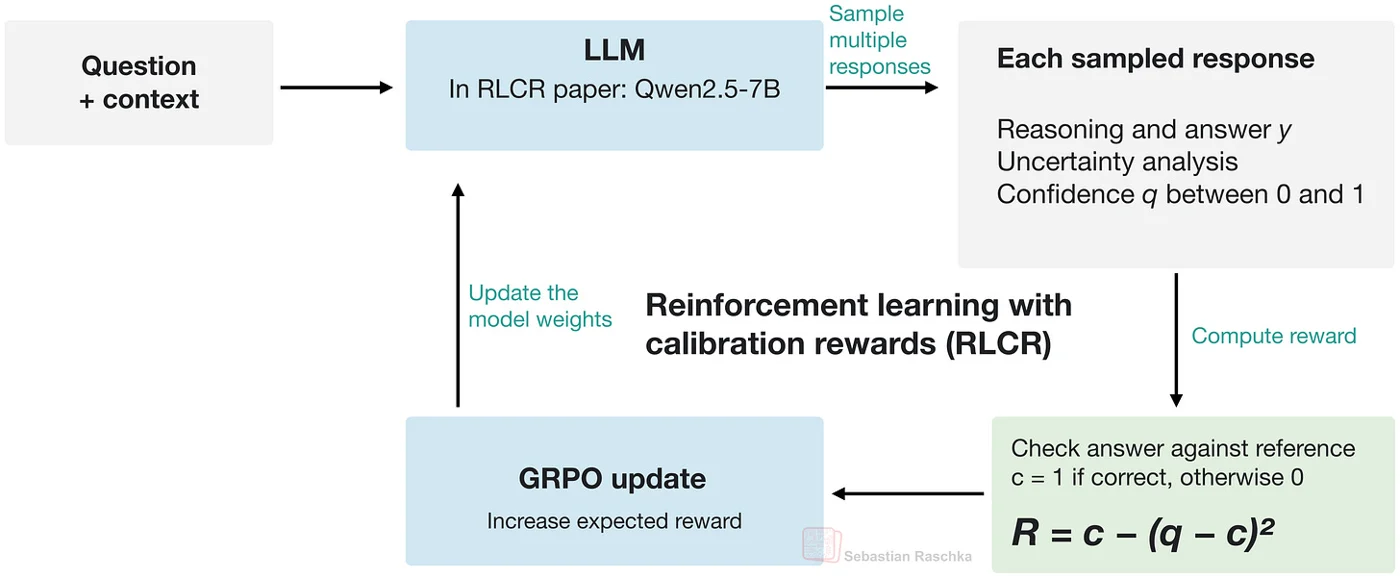 Question
+ context
LLM
In RLCR paper: Qwen2.5-7B
Sample
multiple
responses
Each sampled response
Reasoning and answer y
Uncertainty analysis
Confidence q between 0 and 1
Update the
model weights
Reinforcement learning with
calibration rewards (RLCR)
Compute reward
GRPO update
Increase expected reward
Check answer against reference
c = 1 if correct, otherwise 0
R = c − (q − c)²
Sebastian Raschka